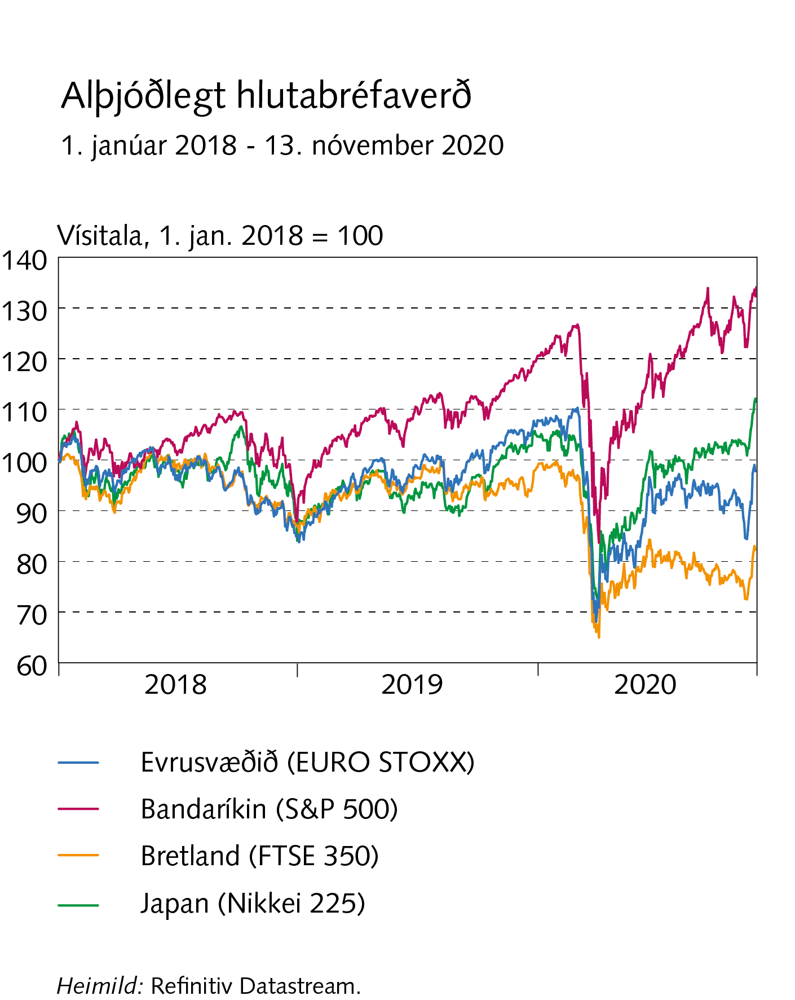 Alþjóðlegt hlutabréfaverð
1. janúar 2018 - 13. nóvember 2020
Vísitala, 1. jan. 2018 = 100
140
130
120
110
100
90
80
70
60
2018 2019 2020
Evrusvæðið (EURO STOXX)
Bandaríkin (S&P 500)
Bretland (FTSE 350)
Japan (Nikkei 225)
Heimild: Refinitiv Datastream.